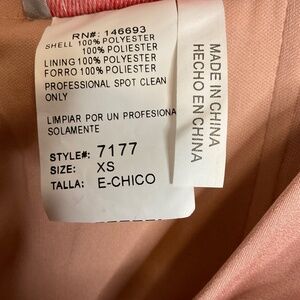 RN#: 146693
SHELL 100% POLYESTER
100% POLIESTER
LINING 100% POLYESTER
FORRO 100% POLIESTER
PROFESSIONAL SPOT CLEAN
ONLY
LIMPIAR POR UN PROFESIONA
SOLAMENTE
STYLE#: 7177
SIZE: XS
TALLA: E-CHICO
MADE IN CHINA
HECHO EN CHINA